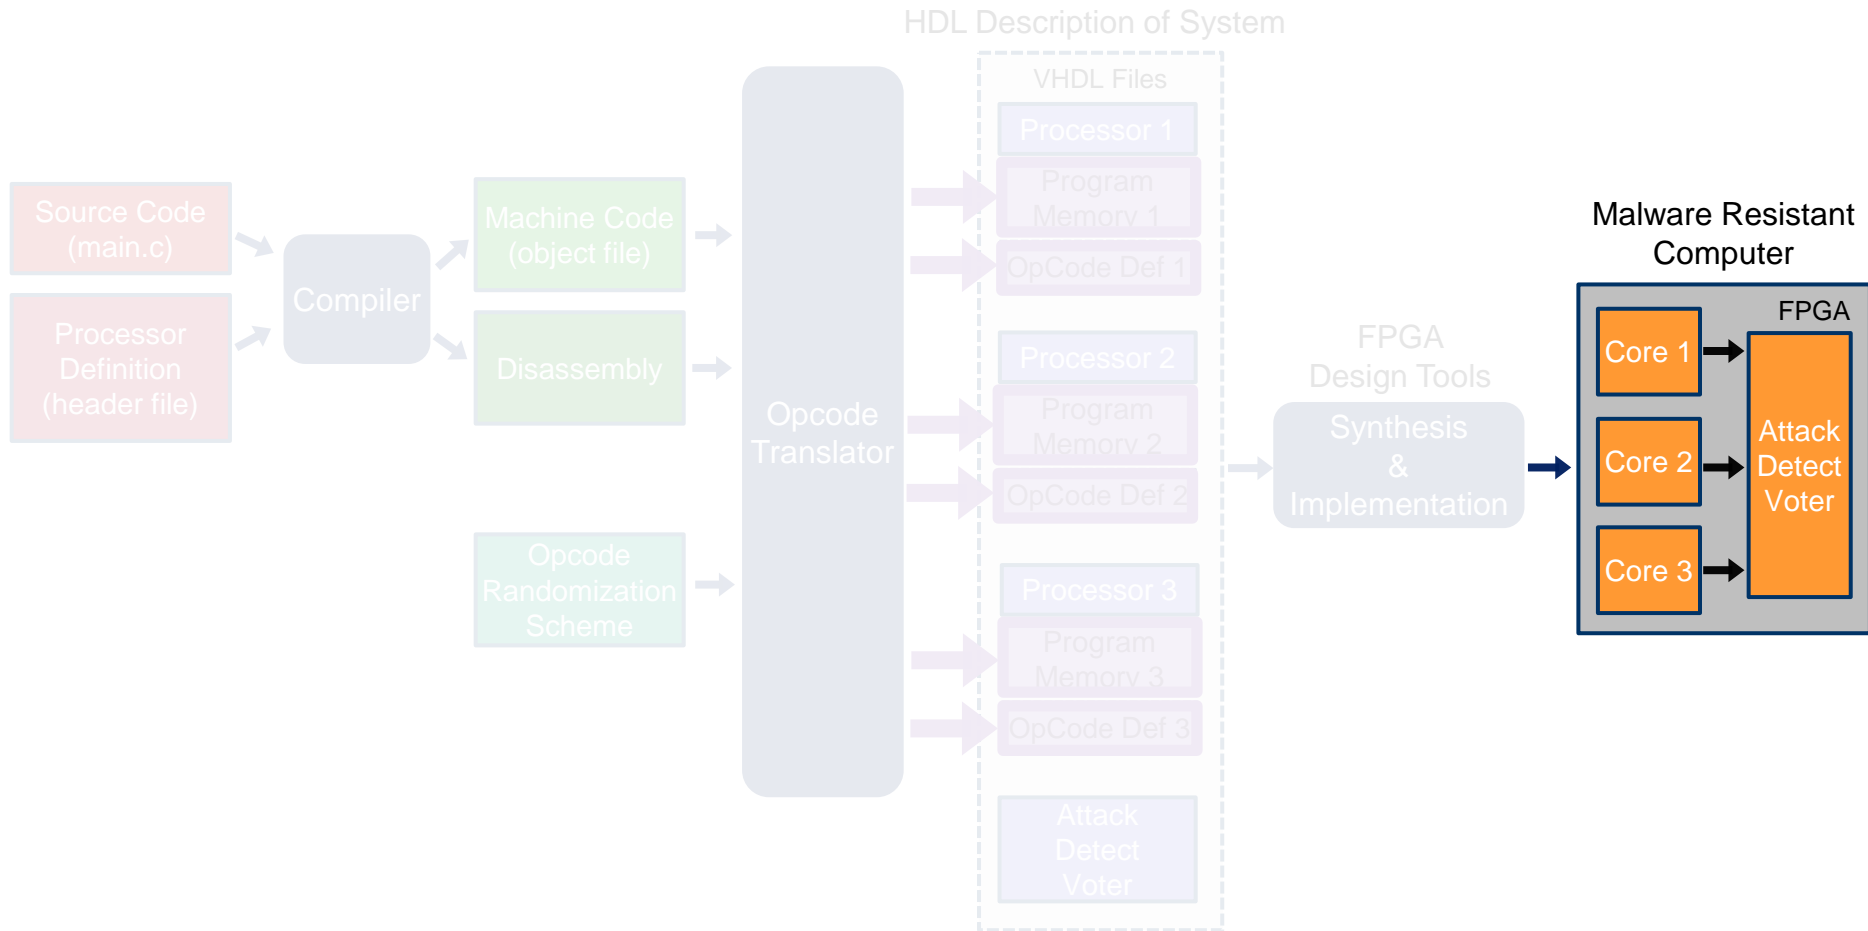 HDL Description of System
VHDL Files
Processor 1
Program
Memory 1
OpCode Def 1
Source Code
(main.c)
Processor
Definition
(header file)
Compiler
Machine Code
(object file)
Disassembly
Opcode
Randomization
Scheme
Opcode
Translator
Processor 2
Program
Memory 2
OpCode Def 2
Processor 3
Program
Memory 3
OpCode Def 3
Attack
Detect
Voter
FPGA
Design Tools
Synthesis
&
Implementation
Malware Resistant
Computer
FPGA
Core 1
Core 2
Core 3
Attack
Detect
Voter